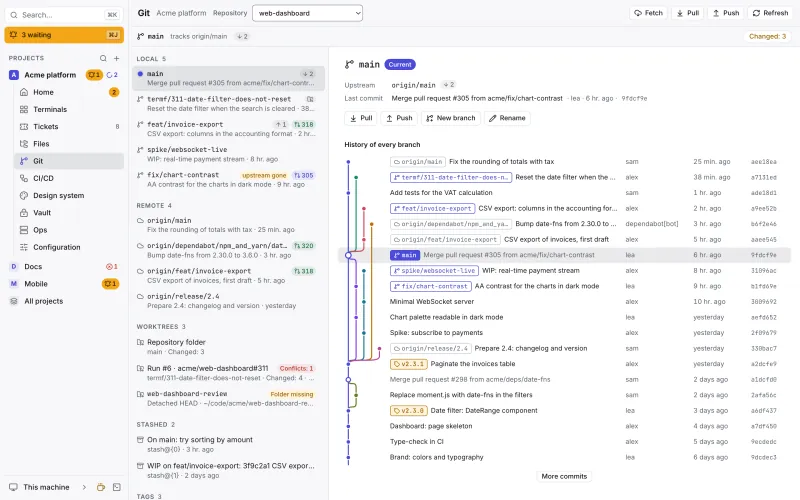 Search...
⌘K
3 waiting
⌘J
PROJECTS
Acme platform
1
2
Home
2
Terminals
Tickets
8
Files
Git
CI/CD
Design system
Vault
Ops
Configuration
Docs
1
Mobile
1
All projects
This machine
Git
Acme platform
Repository
web-dashboard
Fetch
Pull
Push
Refresh
main
tracks origin/main
↓ 2
Changed: 3
LOCAL 5
main
↓ 2
Merge pull request #305 from acme/fix/chart-contr...
termf/311-date-filter-does-not-reset
Reset the date filter when the search is cleared · 38...
feat/invoice-export
↑ 1
318
CSV export: columns in the accounting format · 2 hr...
spike/websocket-live
WIP: real-time payment stream · 8 hr. ago
fix/chart-contrast
upstream gone
305
AA contrast for the charts in dark mode · 9 hr. ago
REMOTE 4
origin/main
Fix the rounding of totals with tax · 25 min. ago
origin/dependabot/npm_and_yarn/dat...
320
Bump date-fns from 2.30.0 to 3.6.0 · 3 hr. ago
origin/feat/invoice-export
318
CSV export of invoices, first draft · 5 hr. ago
origin/release/2.4
Prepare 2.4: changelog and version · yesterday
WORKTREES 3
Repository folder
main · Changed: 3
Run #6 · acme/web-dashboard#311
Conflicts: 1
termf/311-date-filter-does-not-reset · Changed: 4 · ...
web-dashboard-review
Folder missing
Detached HEAD · ~/code/acme/web-dashboard-re...
STASHED 2
On main: try sorting by amount
stash@{0} · 3 hr. ago
WIP on feat/invoice-export: 3f9c2a1 CSV expor...
stash@{1} · 2 days ago
TAGS 3
main
Current
Upstream
origin/main
↓ 2
Last commit
Merge pull request #305 from acme/fix/chart-contrast · lea · 6 hr. ago · 9fdcf9e
Pull
Push
New branch
Rename
History of every branch
origin/main Fix the rounding of totals with tax sam 25 min. ago aee18ea
termf/311-date-filter-does-n... Reset the date filter when the ... alex 38 min. ago a7131ed
Add tests for the VAT calculation sam 1 hr. ago ade18d1
feat/invoice-export CSV export: columns in the accounting for... alex 2 hr. ago a9ee52b
origin/dependabot/npm_and_ya... Bump date-fns from 2.30.0 to ... dependabot[bot] 3 hr. ago b6f2e46
origin/feat/invoice-export CSV export of invoices, first draft alex 5 hr. ago aaee545
main Merge pull request #305 from acme/fix/chart-contrast lea 6 hr. ago 9fdcf9e
spike/websocket-live WIP: real-time payment stream alex 8 hr. ago 31096ac
fix/chart-contrast AA contrast for the charts in dark mode lea 9 hr. ago b1fd69e
Minimal WebSocket server alex 10 hr. ago 3009692
Chart palette readable in dark mode lea yesterday aefd652
Spike: subscribe to payments alex yesterday 2f09679
origin/release/2.4 Prepare 2.4: changelog and version sam yesterday 330bac7
v2.3.1 Paginate the invoices table alex yesterday a2dcfe9
Merge pull request #298 from acme/deps/date-fns sam 2 days ago a1dcfd0
Replace moment.js with date-fns in the filters sam 2 days ago 2afa56c
v2.3.0 Date filter: DateRange component lea 3 days ago a6df437
Dashboard: page skeleton alex 4 days ago a7df450
Type-check in CI alex 5 days ago 9ecdedc
Brand: colors and typography lea 6 days ago 9dcdec3
More commits